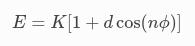 E = K[1 + d cos(nϕ)]